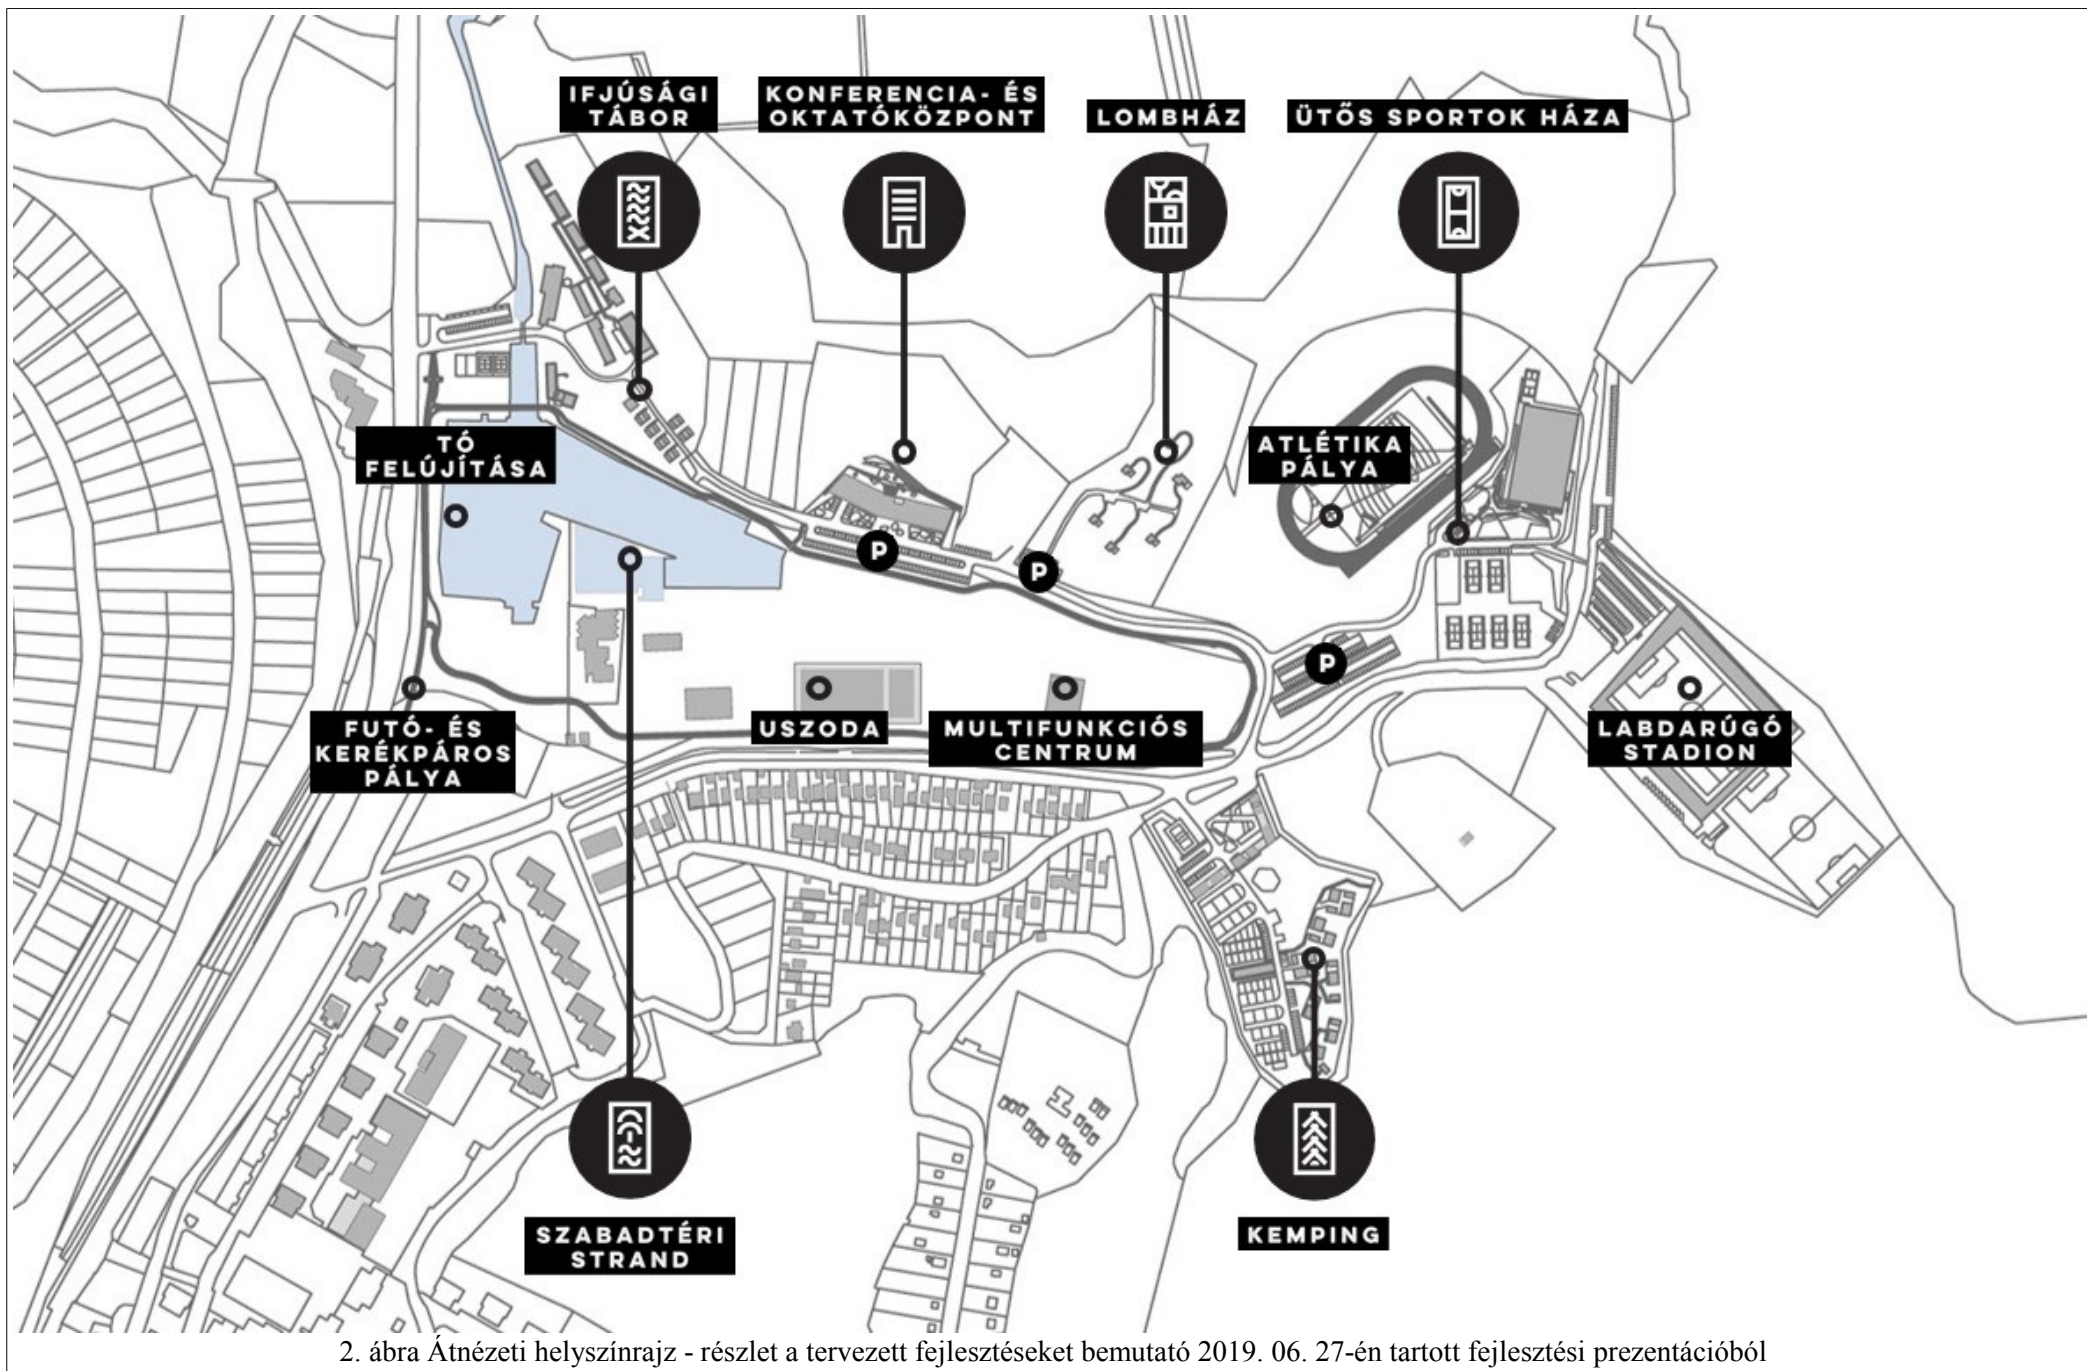 IFJÚSÁGI
TÁBOR
KONFERENCIA- ÉS
OKTATÓKÖZPONT
LOMBHÁZ
ÜTŐS SPORTOK HÁZA
TÓ
FELÚJÍTÁSA
ATLÉTIKA
PÁLYA
P
P
P
FUTÓ- ÉS
KERÉKPÁROS
PÁLYA
USZODA
MULTIFUNKCIÓS
CENTRUM
LABDARÚGÓ
STADION
SZABADTÉRI
STRAND
KEMPING
2. ábra Átnézeti helyszínrajz - részlet a tervezett fejlesztéseket bemutató 2019. 06. 27-én tartott fejlesztési prezentációból